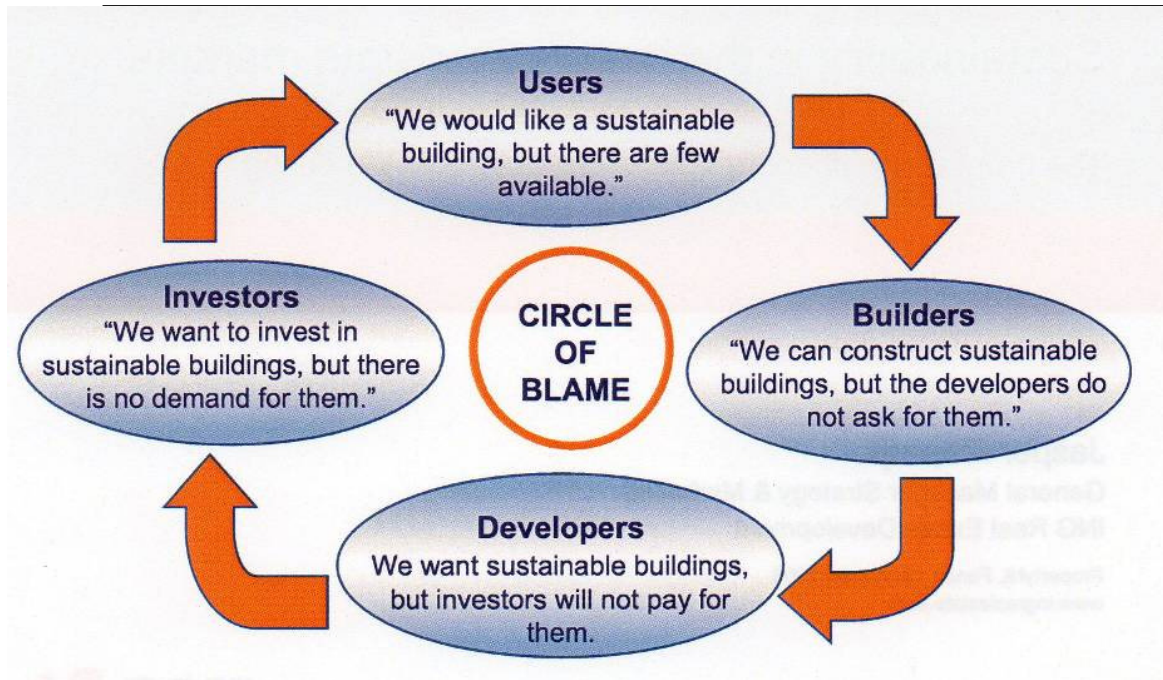 Users
“We would like a sustainable
building, but there are few
available.”
Builders
“We can construct sustainable
buildings, but the developers do
not ask for them.”
Developers
We want sustainable buildings,
but investors will not pay for
them.
Investors
“We want to invest in
sustainable buildings, but there
is no demand for them.”
CIRCLE
OF
BLAME